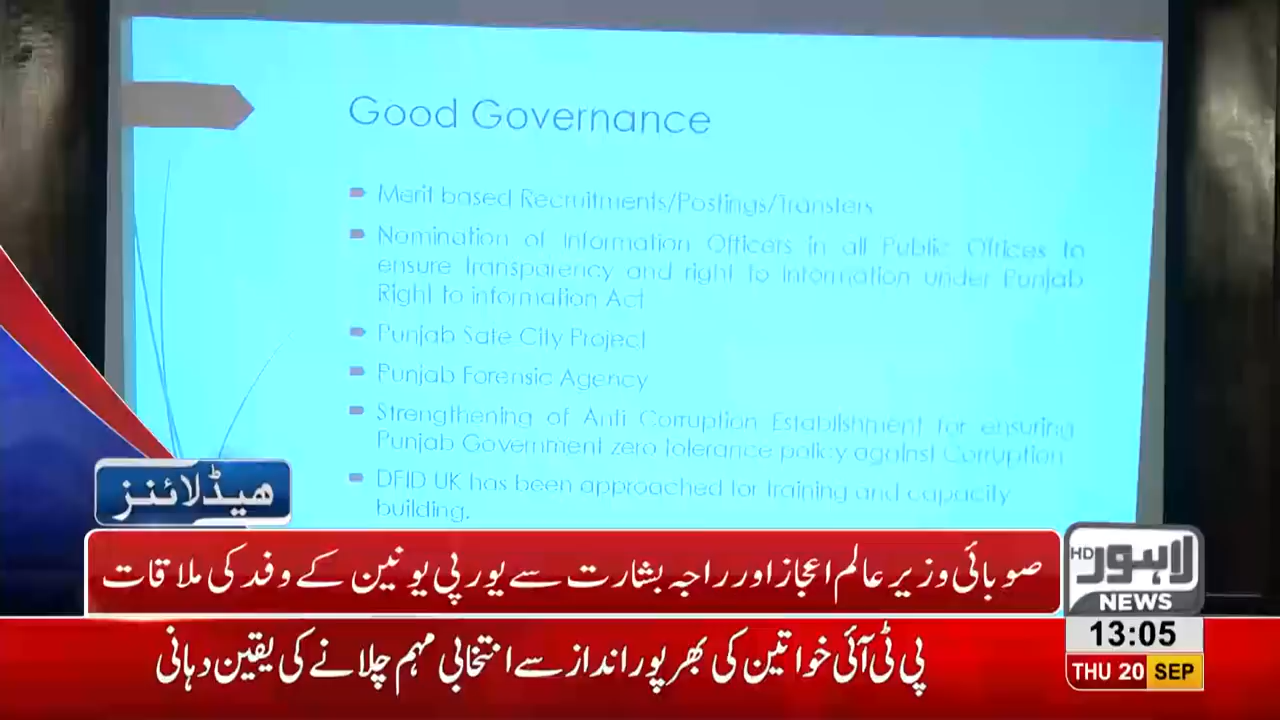 Good Governance
Merit based Recruitments/Postings/Transfers
Nomination of Information Officers in all Public Offices to
ensure transparency and right to information under Punjab
Right to information Act
Punjab Safe City Project
Punjab Forensic Agency
Strengthening of Anti Corruption Establishment for ensuring
Punjab Government zero tolerance policy against Corruption
DFID UK has been approached for training and capacity
building.
ھیڈلائنز
صوبائی وزیر عالم اعجاز اور راجہ بشارت سے یورپی یونین کے وفد کی ملاقات
HD لاہور
NEWS
13:05
پی ٹی آئی خواتین کی بھرپور انداز سے انتخابی مہم چلانے کی یقین دہانی
THU 20 SEP